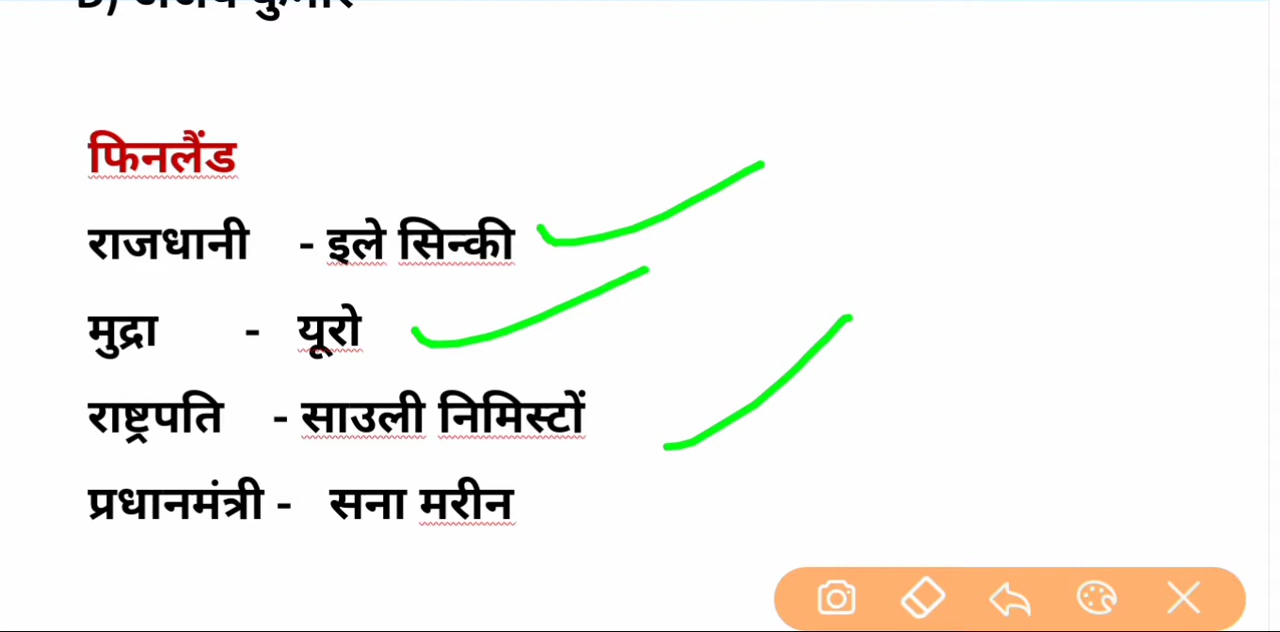 फिनलैंड
राजधानी - इले सिन्की
मुद्रा - यूरो
राष्ट्रपति - साउली निमिस्टों
प्रधानमंत्री - सना मरीन